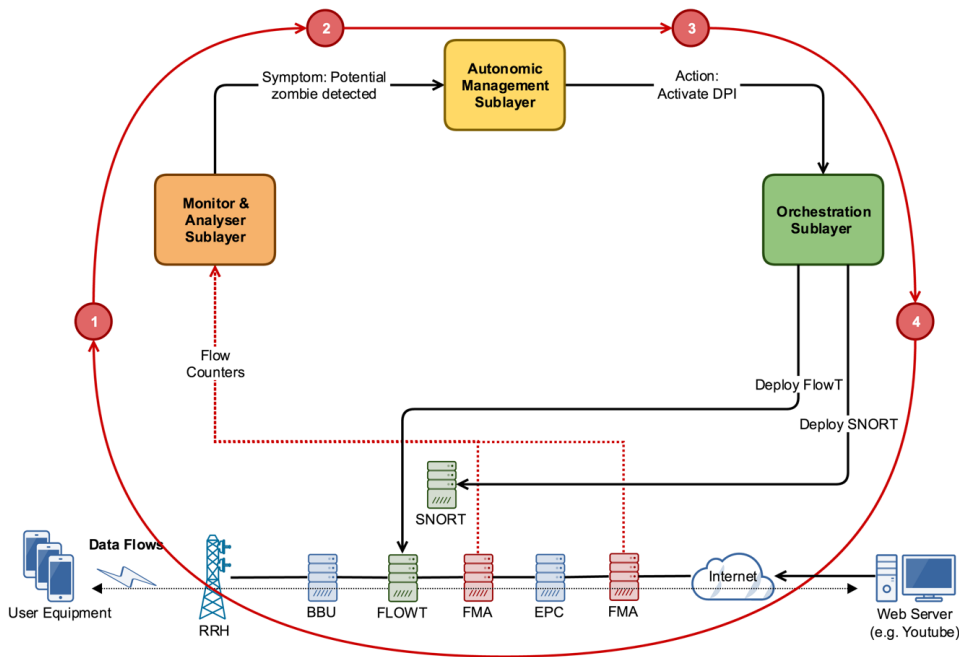 2
3
Symptom: Potential
zombie detected
Autonomic
Management
Sublayer
Action:
Activate DPI
Monitor &
Analyser
Sublayer
Orchestration
Sublayer
1
4
Flow
Counters
Deploy FlowT
Deploy SNORT
SNORT
Data Flows
Internet
User Equipment
RRH
BBU
FLOWT
FMA
EPC
FMA
Web Server
(e.g. Youtube)